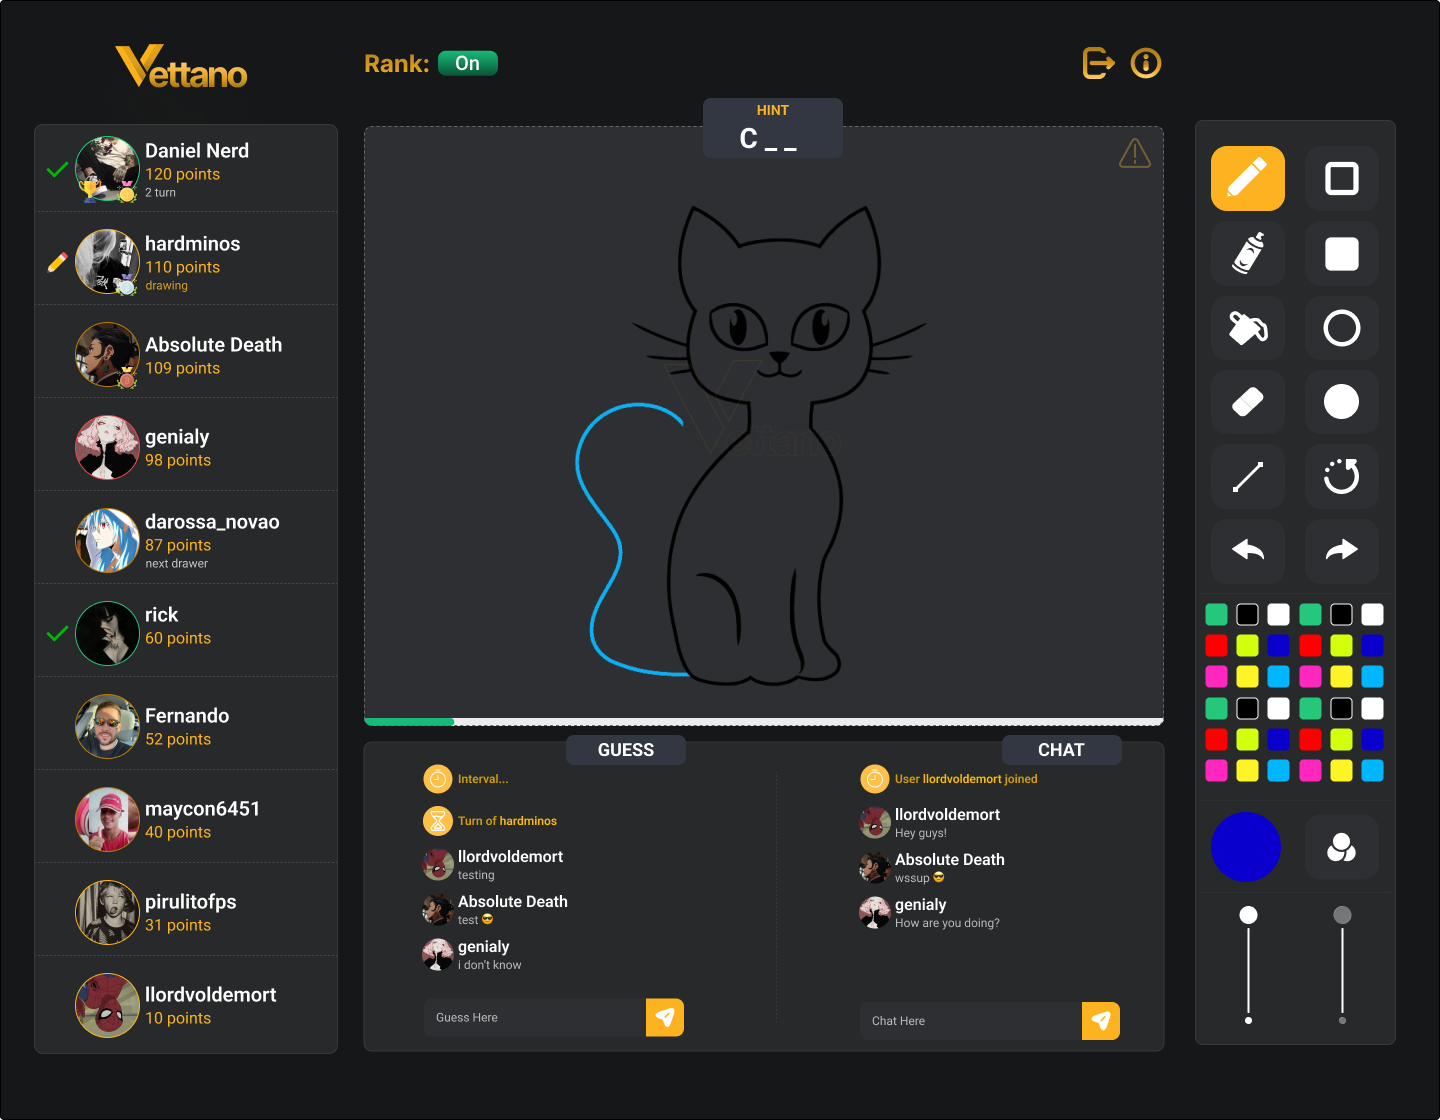 Vettano
Rank: On
HINT
C _ _
Daniel Nerd
120 points
2 turn
hardminos
110 points
drawing
Absolute Death
109 points
genialy
98 points
darossa_novao
87 points
next drawer
rick
60 points
Fernando
52 points
maycon6451
40 points
pirulitofps
31 points
llordvoldemort
10 points
Vettano
GUESS
Interval...
Turn of hardminos
llordvoldemort
testing
Absolute Death
test 😎
genialy
i don't know
Guess Here
CHAT
User llordvoldemort joined
llordvoldemort
Hey guys!
Absolute Death
wssup 😎
genialy
How are you doing?
Chat Here